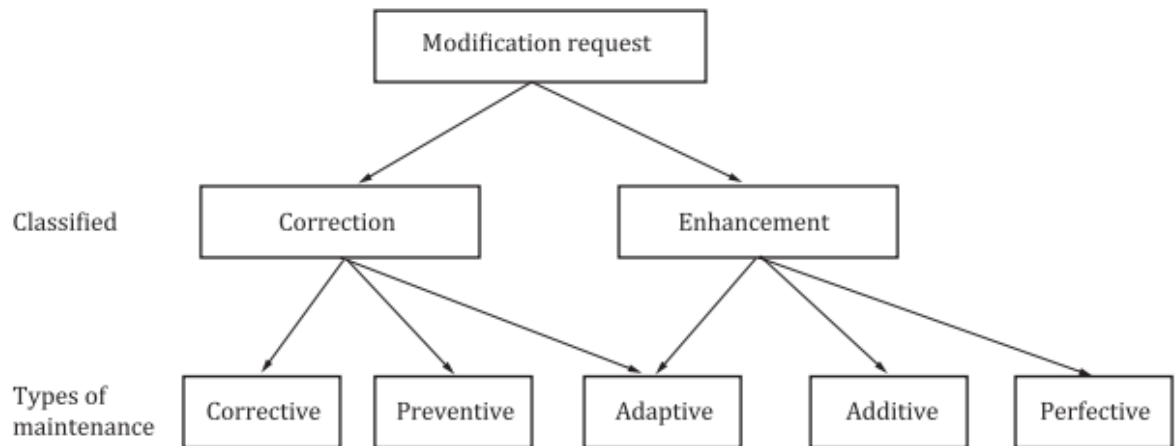 Modification request
Classified
Correction
Enhancement
Types of
maintenance
Corrective
Preventive
Adaptive
Additive
Perfective